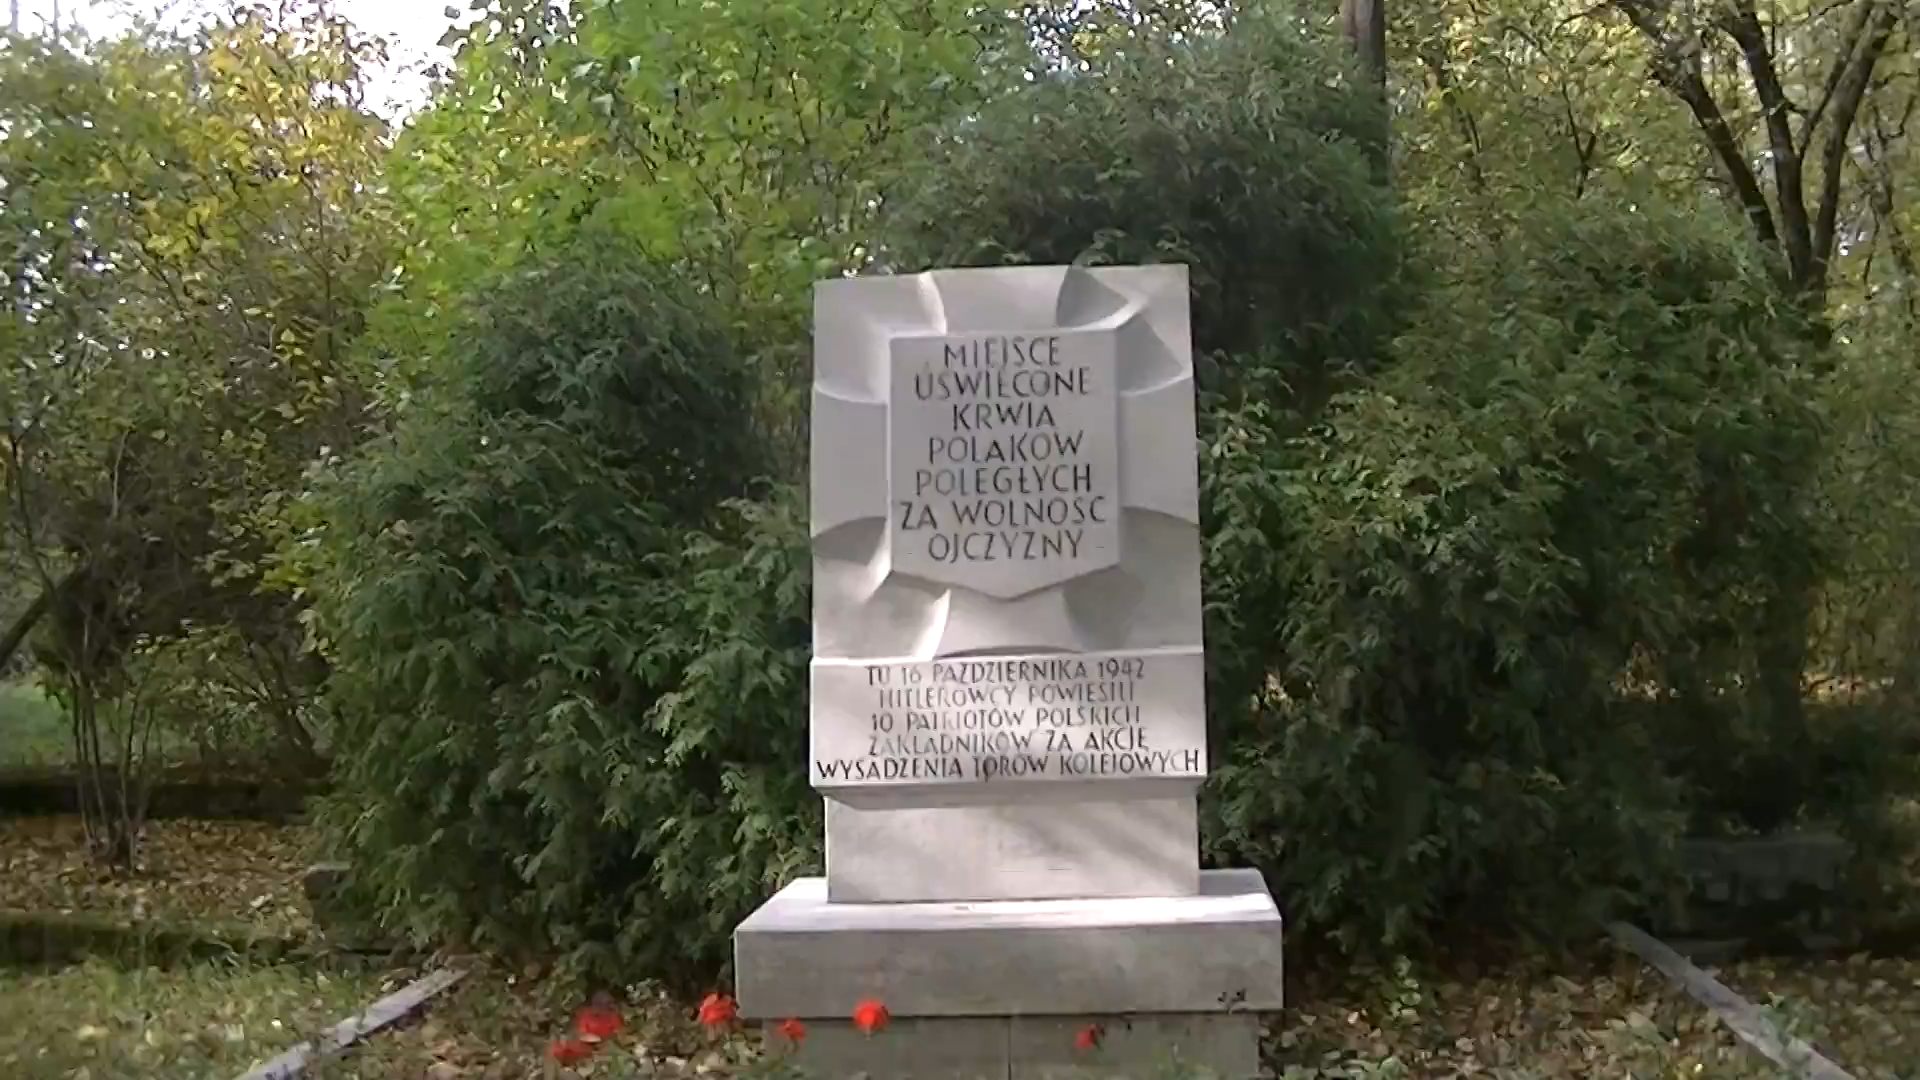 MIEJSCE
UŚWIĘCONE
KRWIĄ
POLAKÓW
POLEGŁYCH
ZA WOLNOŚĆ
OJCZYZNY
TU 16 PAŹDZIERNIKA 1942
HITLEROWCY POWIESILI
10 PATRIOTÓW POLSKICH
ZAKŁADNIKÓW ZA AKCJĘ
WYSADZENIA TORÓW KOLEJOWYCH